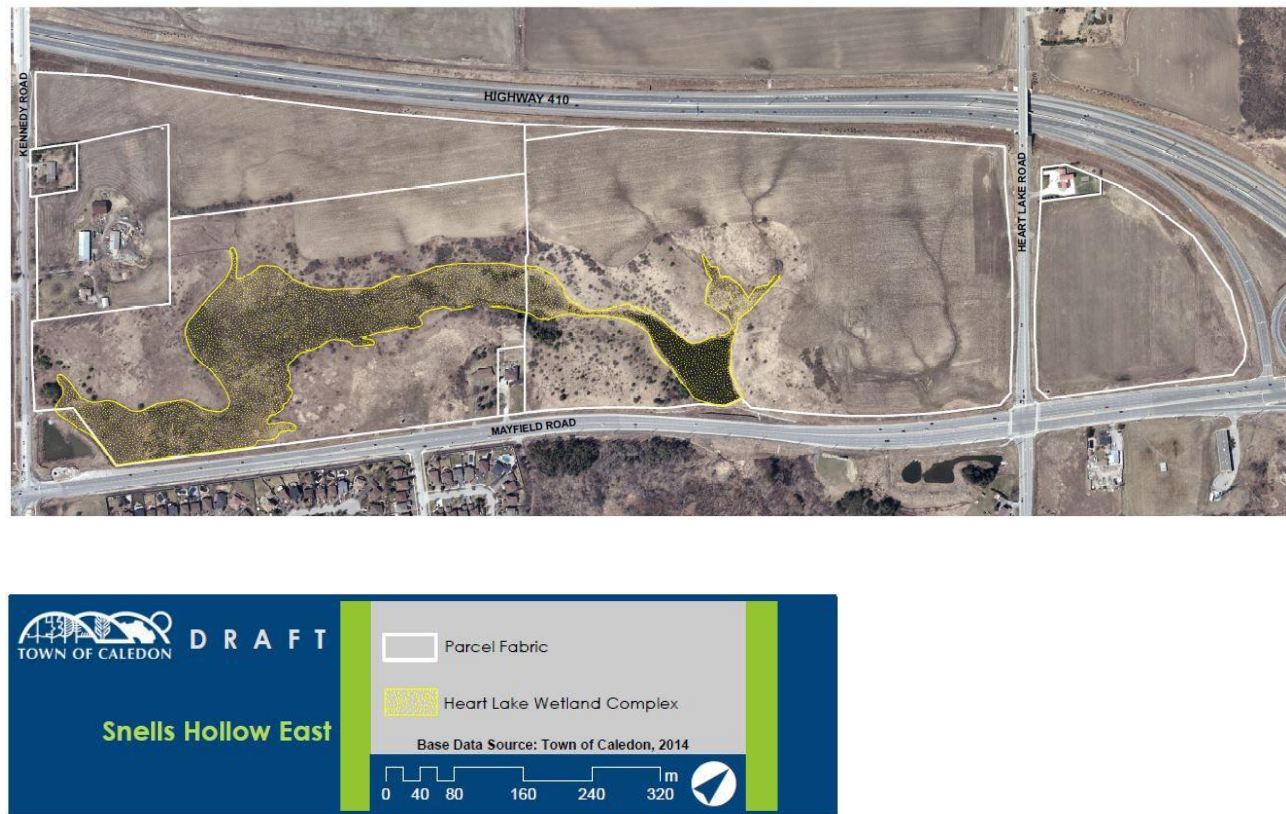 HIGHWAY 410
KENNEDY ROAD
HEART LAKE ROAD
MAYFIELD ROAD
TOWN OF CALEDON
DRAFT
Snells Hollow East
Parcel Fabric
Heart Lake Wetland Complex
Base Data Source: Town of Caledon, 2014
m
0 40 80 160 240 320